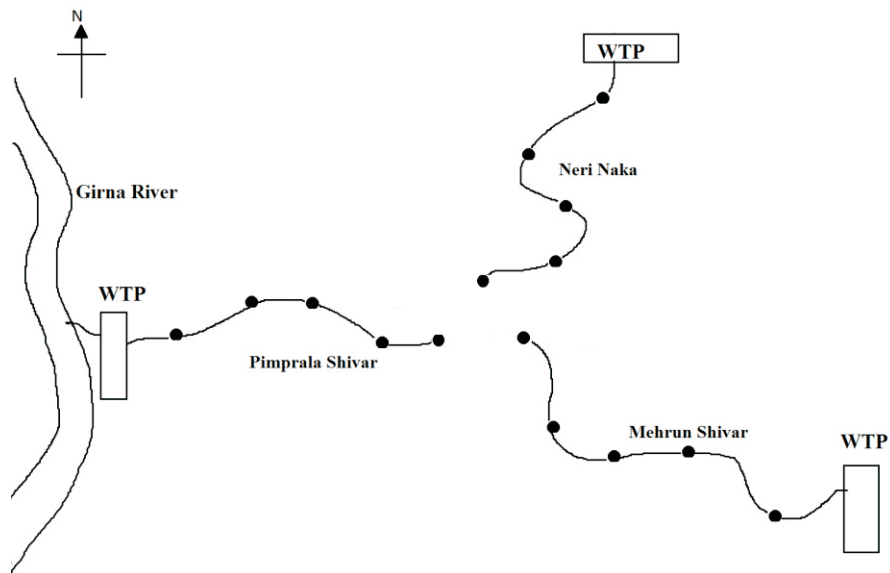 N
WTP
Neri Naka
Girna River
WTP
Pimprala Shivar
Mehrun Shivar
WTP